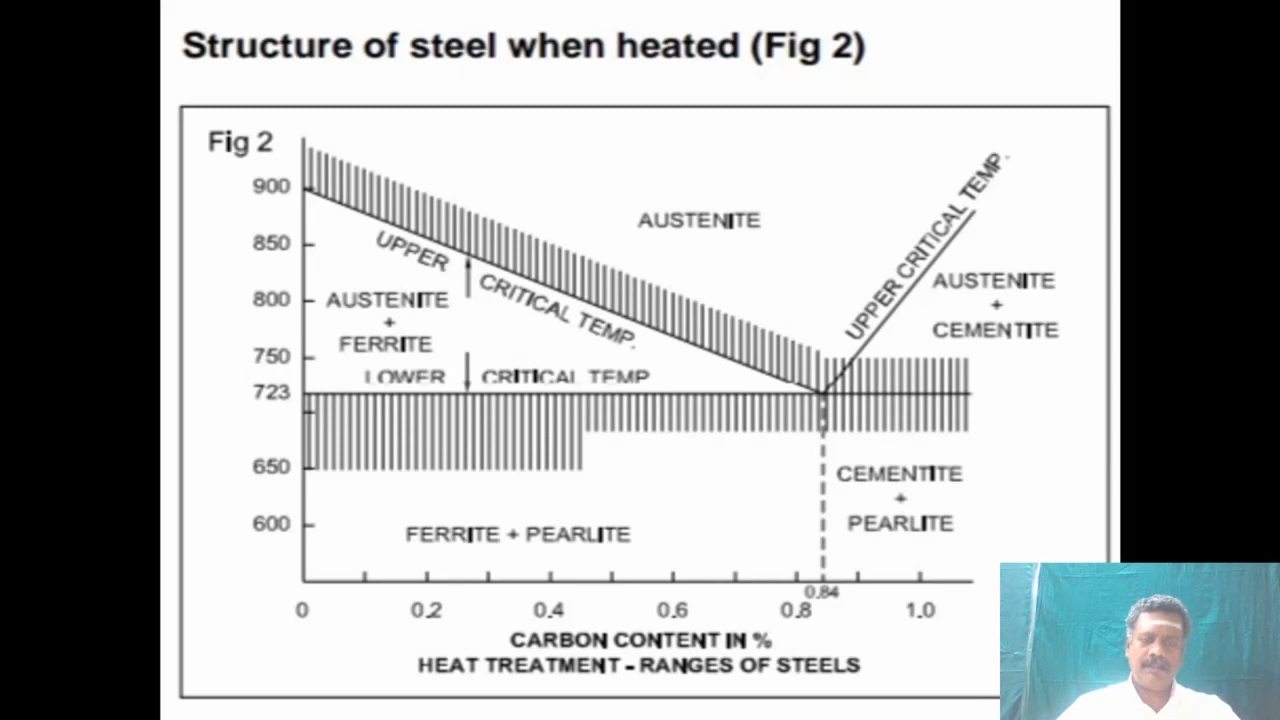 Structure of steel when heated (Fig 2)
Fig 2
900
850
800
750
723
650
600
AUSTENITE
UPPER CRITICAL TEMP.
UPPER CRITICAL TEMP.
AUSTENITE
+
FERRITE
AUSTENITE
+
CEMENTITE
LOWER CRITICAL TEMP
CEMENTITE
+
PEARLITE
FERRITE + PEARLITE
0.84
0 0.2 0.4 0.6 0.8 1.0
CARBON CONTENT IN %
HEAT TREATMENT - RANGES OF STEELS